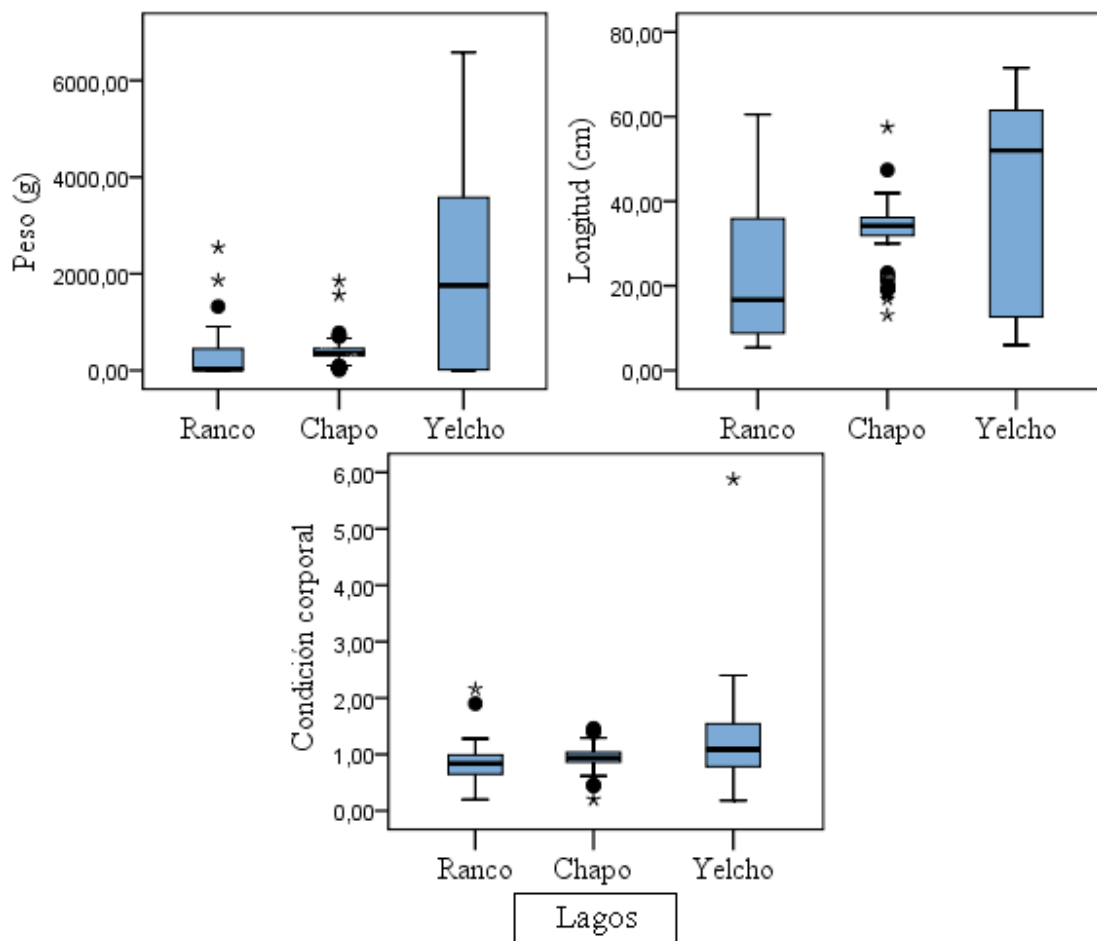 Peso (g)
6000,00
4000,00
2000,00
0,00
Ranco Chapo Yelcho
Longitud (cm)
80,00
60,00
40,00
20,00
0,00
Ranco Chapo Yelcho
Condición corporal
6,00
5,00
4,00
3,00
2,00
1,00
0,00
Ranco Chapo Yelcho
Lagos